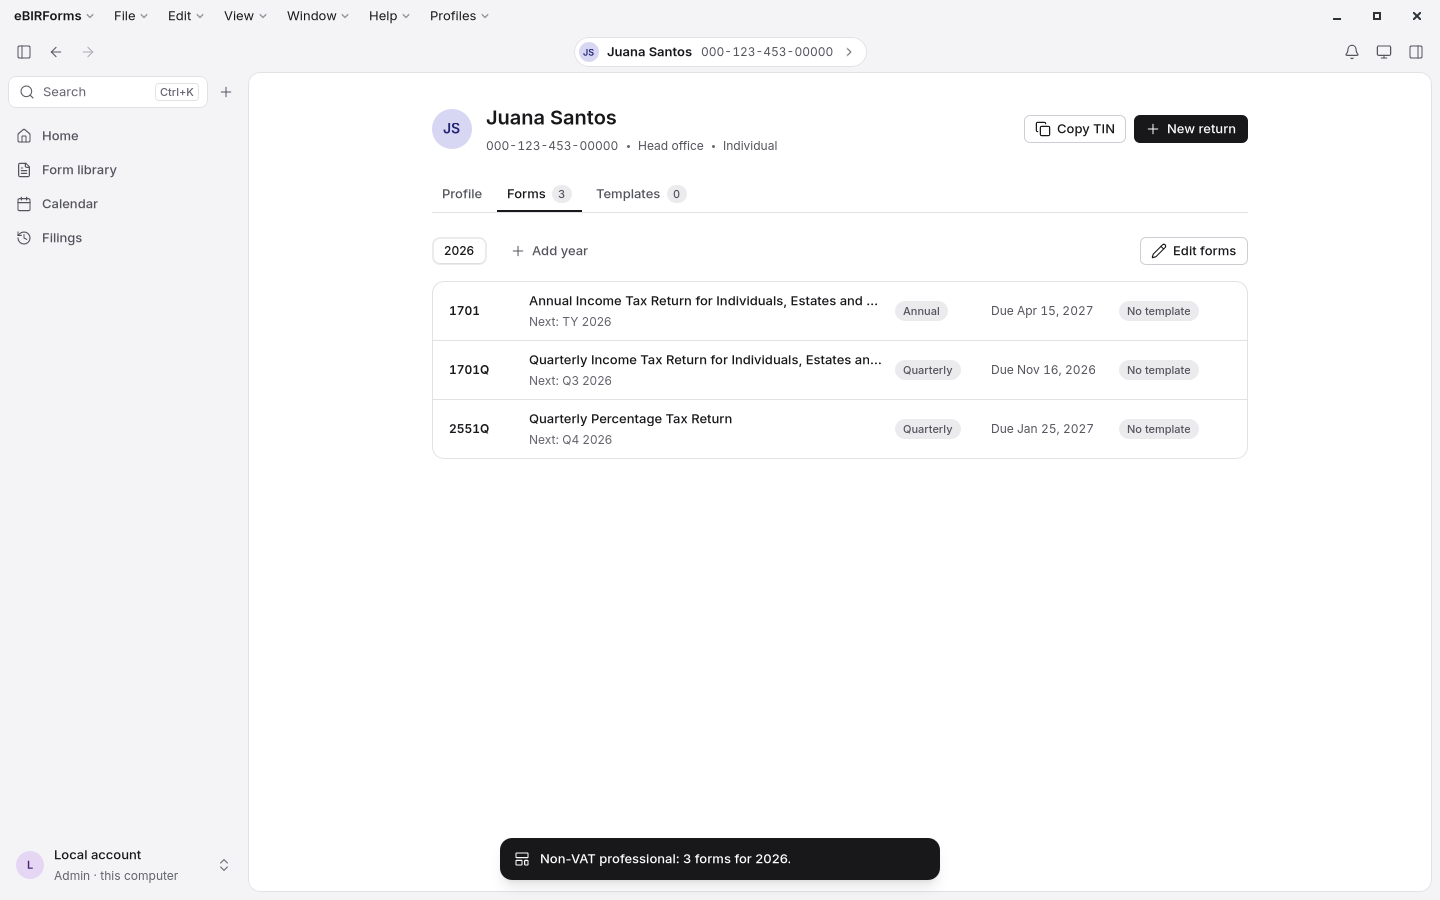 eBIRForms File Edit View Window Help Profiles
JS Juana Santos 000-123-453-00000
Search Ctrl+K
Home
Form library
Calendar
Filings
JS
Juana Santos
000-123-453-00000 • Head office • Individual
Copy TIN
New return
Profile Forms 3 Templates 0
2026 Add year Edit forms
1701 Annual Income Tax Return for Individuals, Estates and ... Annual Due Apr 15, 2027 No template
Next: TY 2026
1701Q Quarterly Income Tax Return for Individuals, Estates an... Quarterly Due Nov 16, 2026 No template
Next: Q3 2026
2551Q Quarterly Percentage Tax Return Quarterly Due Jan 25, 2027 No template
Next: Q4 2026
L
Local account
Admin · this computer
Non-VAT professional: 3 forms for 2026.